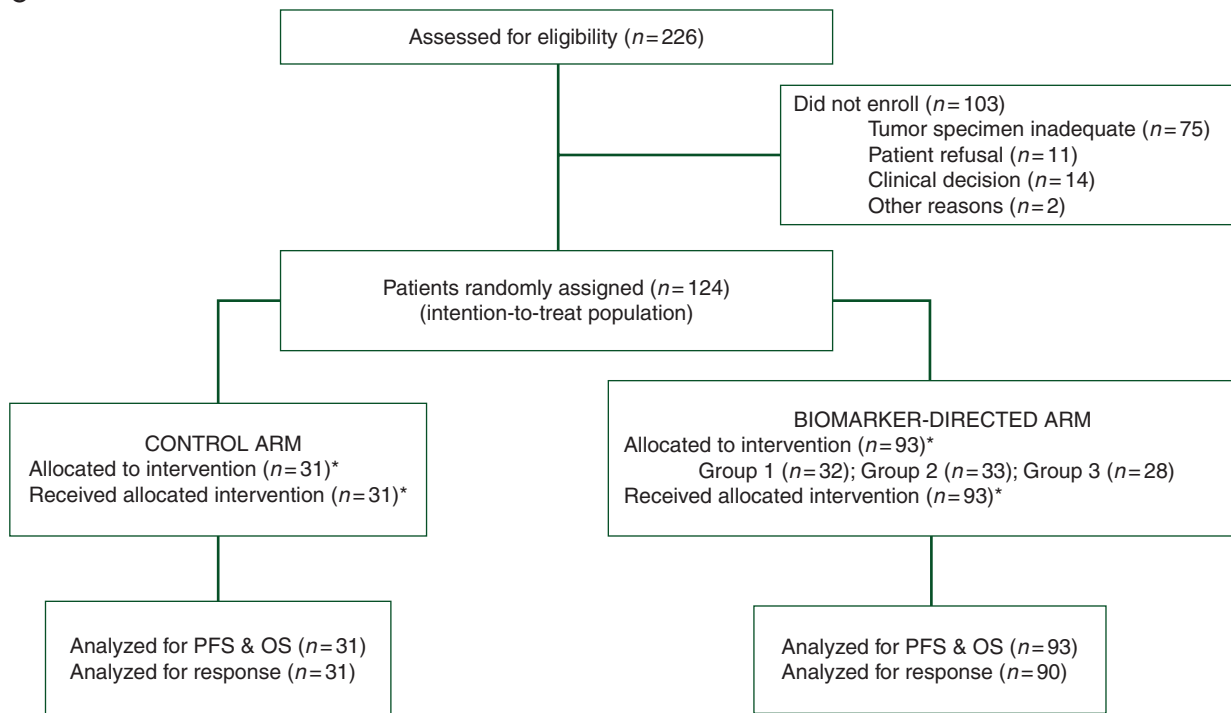 Assessed for eligibility (n=226)
Did not enroll (n=103)
Tumor specimen inadequate (n=75)
Patient refusal (n=11)
Clinical decision (n=14)
Other reasons (n=2)
Patients randomly assigned (n=124)
(intention-to-treat population)
CONTROL ARM
Allocated to intervention (n=31)*
Received allocated intervention (n=31)*
BIOMARKER-DIRECTED ARM
Allocated to intervention (n=93)*
Group 1 (n=32); Group 2 (n=33); Group 3 (n=28)
Received allocated intervention (n=93)*
Analyzed for PFS & OS (n=31)
Analyzed for response (n=31)
Analyzed for PFS & OS (n=93)
Analyzed for response (n=90)